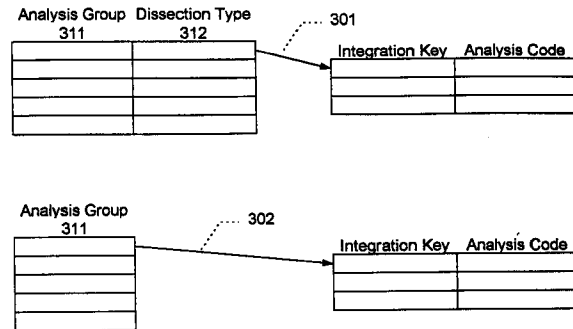 Analysis Group Dissection Type
311 312
301
Integration Key Analysis Code
Analysis Group
311
302
Integration Key Analysis Code